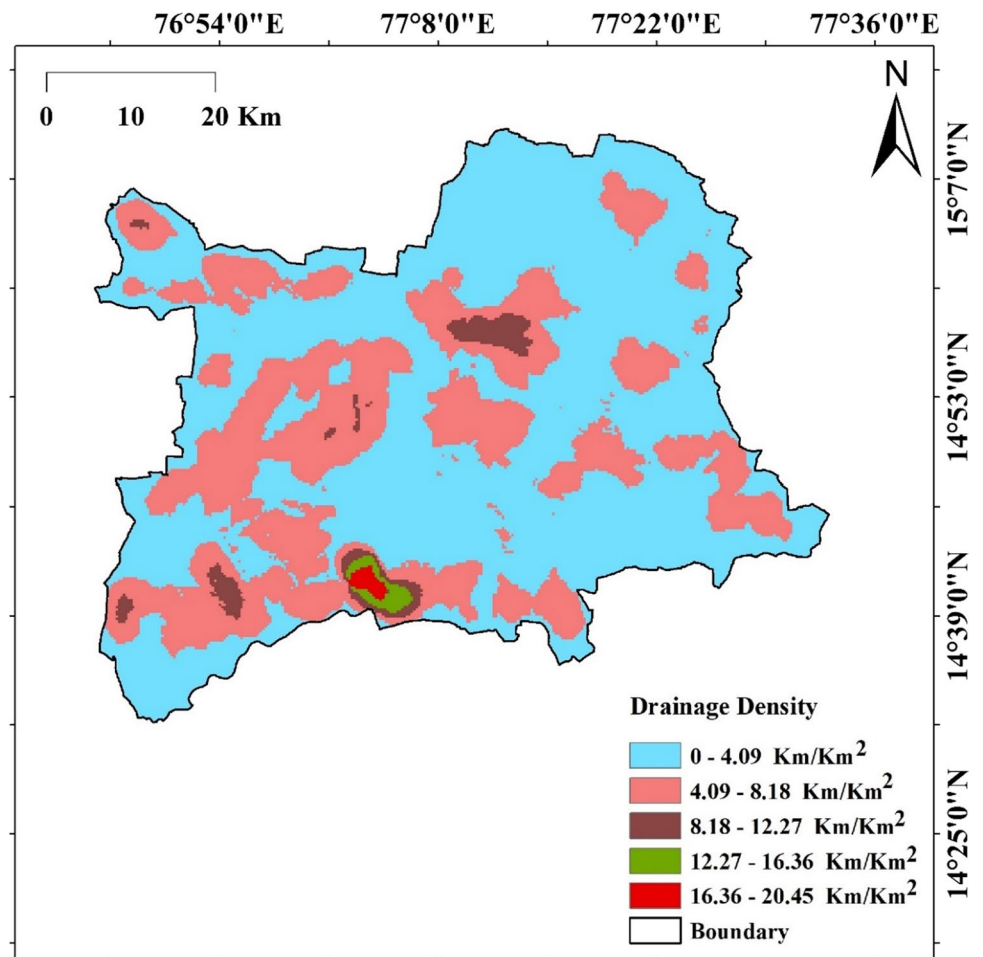 76°54'0"E 77°8'0"E 77°22'0"E 77°36'0"E
N
0 10 20 Km
15°7'0"N
14°53'0"N
14°39'0"N
14°25'0"N
Drainage Density
0 - 4.09 Km/Km²
4.09 - 8.18 Km/Km²
8.18 - 12.27 Km/Km²
12.27 - 16.36 Km/Km²
16.36 - 20.45 Km/Km²
Boundary